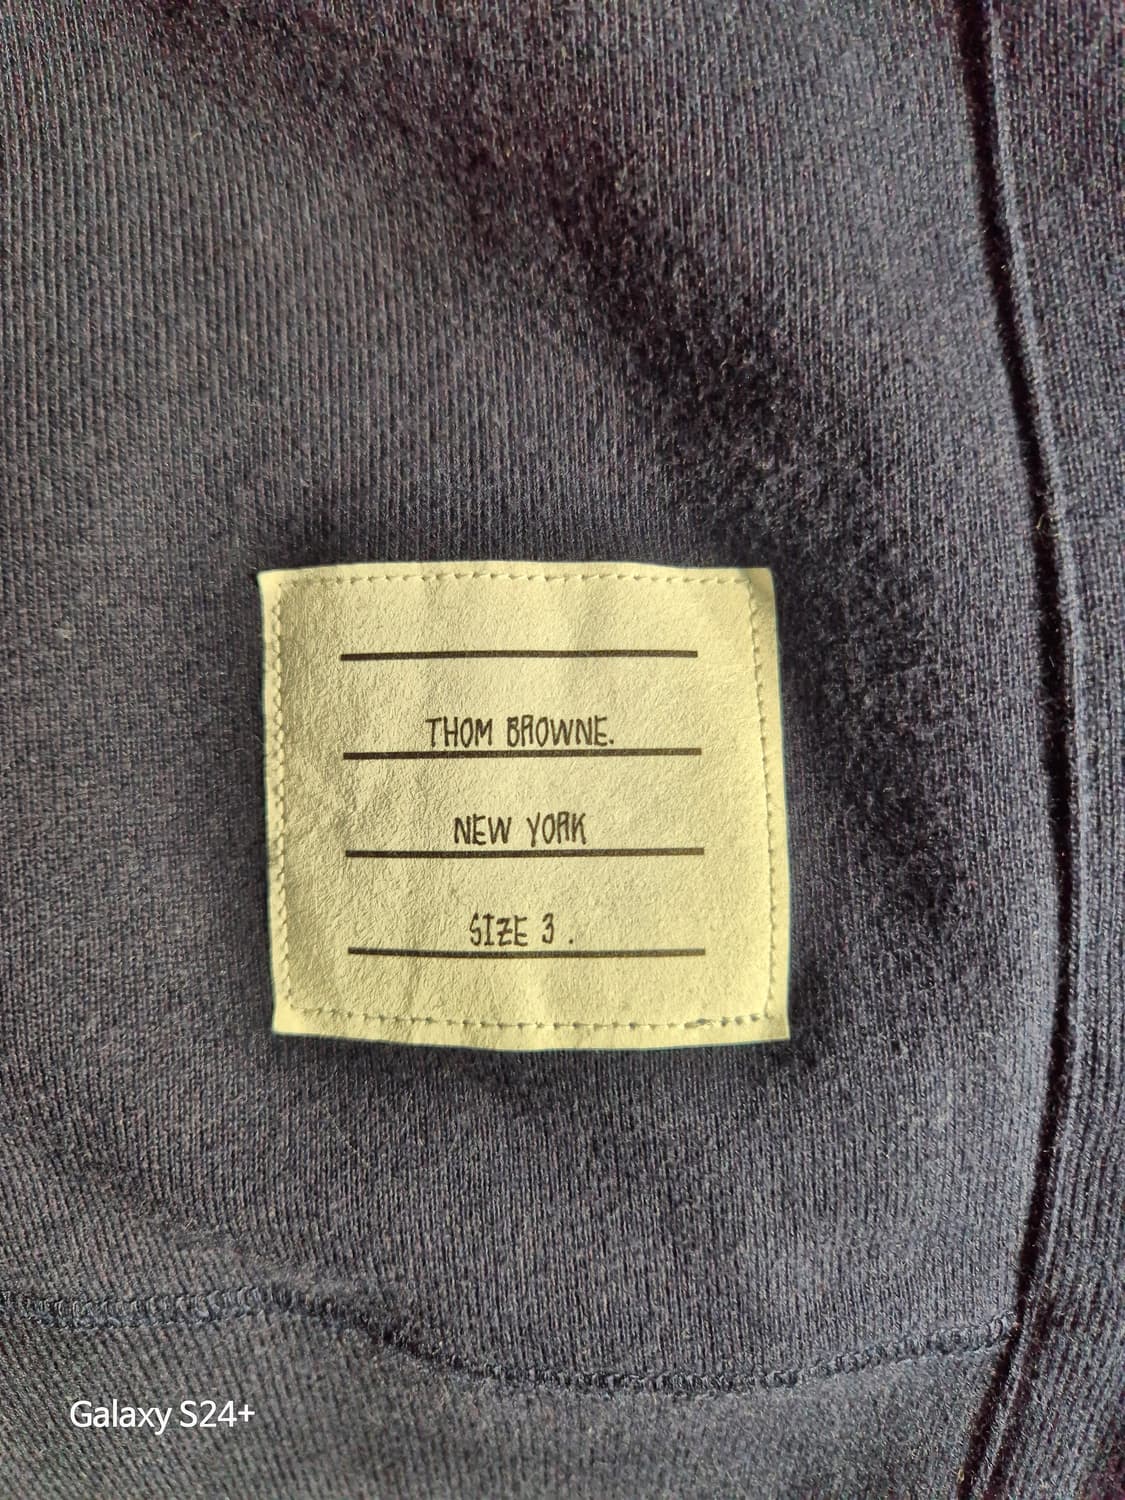 THOM BROWNE.
NEW YORK
SIZE 3 .
Galaxy S24+